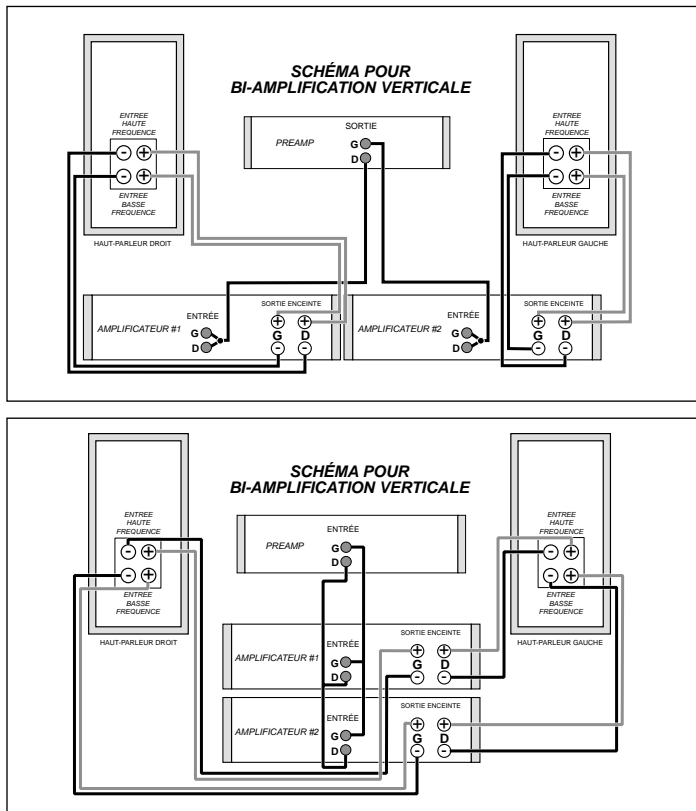 SCHÉMA POUR
BI-AMPLIFICATION VERTICALE
ENTREE
HAUTE
FREQUENCE
- +
- +
ENTREE
BASSE
FREQUENCE
HAUT-PARLEUR DROIT
SORTIE
PREAMP
G
D
ENTREE
HAUTE
FREQUENCE
- +
- +
ENTREE
BASSE
FREQUENCE
HAUT-PARLEUR GAUCHE
AMPLIFICATEUR #1
ENTRÉE
G
D
SORTIE ENCEINTE
+ +
G D
- -
AMPLIFICATEUR #2
ENTRÉE
G
D
SORTIE ENCEINTE
+ +
G D
- -
SCHÉMA POUR
BI-AMPLIFICATION VERTICALE
ENTREE
HAUTE
FREQUENCE
- +
- +
ENTREE
BASSE
FREQUENCE
HAUT-PARLEUR DROIT
ENTRÉE
PREAMP
G
D
ENTREE
HAUTE
FREQUENCE
- +
- +
ENTREE
BASSE
FREQUENCE
HAUT-PARLEUR GAUCHE
AMPLIFICATEUR #1
ENTRÉE
G
D
SORTIE ENCEINTE
+ +
G D
- -
AMPLIFICATEUR #2
ENTRÉE
G
D
SORTIE ENCEINTE
+ +
G D
- -